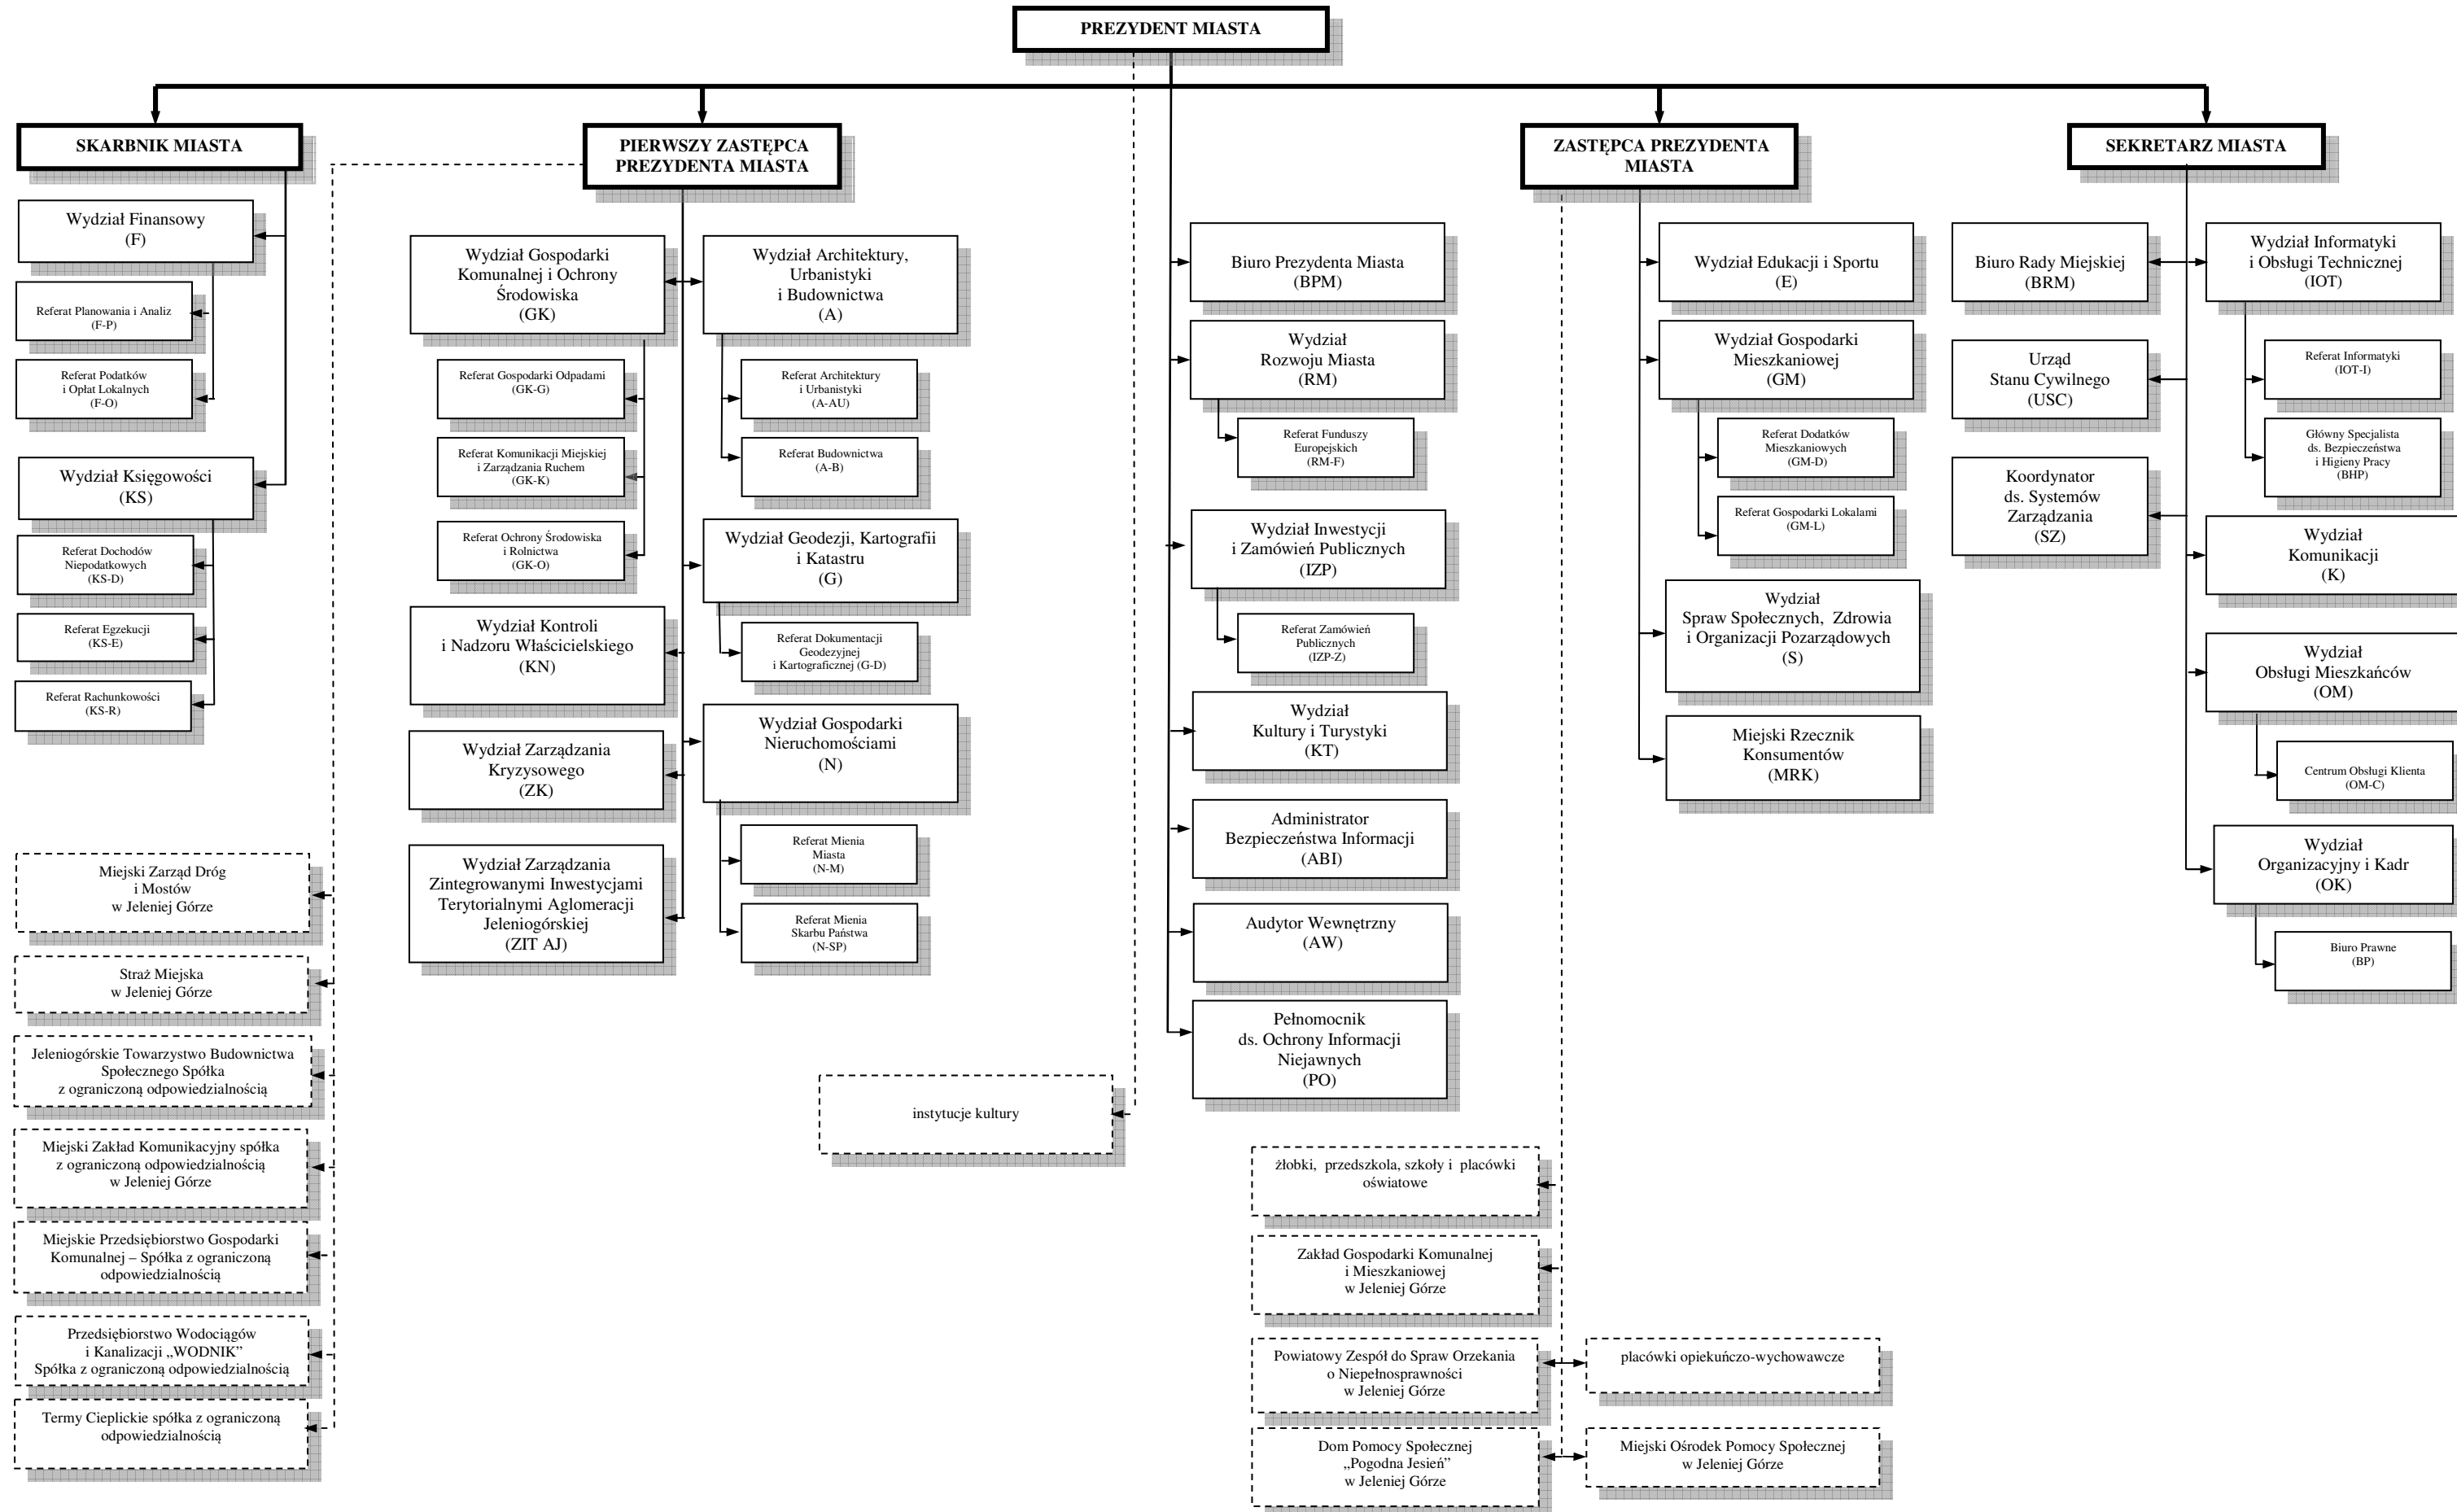 PREZYDENT MIASTA
SKARBNIK MIASTA
Wydział Finansowy
(F)
Referat Planowania i Analiz
(F-P)
Referat Podatków
i Opłat Lokalnych
(F-O)
Wydział Księgowości
(KS)
Referat Dochodów
Niepodatkowych
(KS-D)
Referat Egzekucji
(KS-E)
Referat Rachunkowości
(KS-R)
PIERWSZY ZASTĘPCA
PREZYDENTA MIASTA
Wydział Gospodarki
Komunalnej i Ochrony
Środowiska
(GK)
Referat Gospodarki Odpadami
(GK-G)
Referat Komunikacji Miejskiej
i Zarządzania Ruchem
(GK-K)
Referat Ochrony Środowiska
i Rolnictwa
(GK-O)
Wydział Kontroli
i Nadzoru Właścicielskiego
(KN)
Wydział Zarządzania
Kryzysowego
(ZK)
Wydział Zarządzania
Zintegrowanymi Inwestycjami
Terytorialnymi Aglomeracji
Jeleniogórskiej
(ZIT AJ)
Wydział Architektury,
Urbanistyki
i Budownictwa
(A)
Referat Architektury
i Urbanistyki
(A-AU)
Referat Budownictwa
(A-B)
Wydział Geodezji, Kartografii
i Katastru
(G)
Referat Dokumentacji
Geodezyjnej
i Kartograficznej (G-D)
Wydział Gospodarki
Nieruchomościami
(N)
Referat Mienia
Miasta
(N-M)
Referat Mienia
Skarbu Państwa
(N-SP)
Miejski Zarząd Dróg
i Mostów
w Jeleniej Górze
Straż Miejska
w Jeleniej Górze
Jeleniogórskie Towarzystwo Budownictwa
Społecznego Spółka
z ograniczoną odpowiedzialnością
Miejski Zakład Komunikacyjny spółka
z ograniczoną odpowiedzialnością
w Jeleniej Górze
Miejskie Przedsiębiorstwo Gospodarki
Komunalnej – Spółka z ograniczoną
odpowiedzialnością
Przedsiębiorstwo Wodociągów
i Kanalizacji „WODNIK”
Spółka z ograniczoną odpowiedzialnością
Termy Cieplickie spółka z ograniczoną
odpowiedzialnością
Biuro Prezydenta Miasta
(BPM)
Wydział
Rozwoju Miasta
(RM)
Referat Funduszy
Europejskich
(RM-F)
Wydział Inwestycji
i Zamówień Publicznych
(IZP)
Referat Zamówień
Publicznych
(IZP-Z)
Wydział
Kultury i Turystyki
(KT)
Administrator
Bezpieczeństwa Informacji
(ABI)
Audytor Wewnętrzny
(AW)
Pełnomocnik
ds. Ochrony Informacji
Niejawnych
(PO)
instytucje kultury
ZASTĘPCA PREZYDENTA
MIASTA
Wydział Edukacji i Sportu
(E)
Wydział Gospodarki
Mieszkaniowej
(GM)
Referat Dodatków
Mieszkaniowych
(GM-D)
Referat Gospodarki Lokalami
(GM-L)
Wydział
Spraw Społecznych, Zdrowia
i Organizacji Pozarządowych
(S)
Miejski Rzecznik
Konsumentów
(MRK)
żłobki, przedszkola, szkoły i placówki
oświatowe
Zakład Gospodarki Komunalnej
i Mieszkaniowej
w Jeleniej Górze
Powiatowy Zespół do Spraw Orzekania
o Niepełnosprawności
w Jeleniej Górze
placówki opiekuńczo-wychowawcze
Dom Pomocy Społecznej
„Pogodna Jesień”
w Jeleniej Górze
Miejski Ośrodek Pomocy Społecznej
w Jeleniej Górze
SEKRETARZ MIASTA
Biuro Rady Miejskiej
(BRM)
Urząd
Stanu Cywilnego
(USC)
Koordynator
ds. Systemów
Zarządzania
(SZ)
Wydział Informatyki
i Obsługi Technicznej
(IOT)
Referat Informatyki
(IOT-I)
Główny Specjalista
ds. Bezpieczeństwa
i Higieny Pracy
(BHP)
Wydział
Komunikacji
(K)
Wydział
Obsługi Mieszkańców
(OM)
Centrum Obsługi Klienta
(OM-C)
Wydział
Organizacyjny i Kadr
(OK)
Biuro Prawne
(BP)